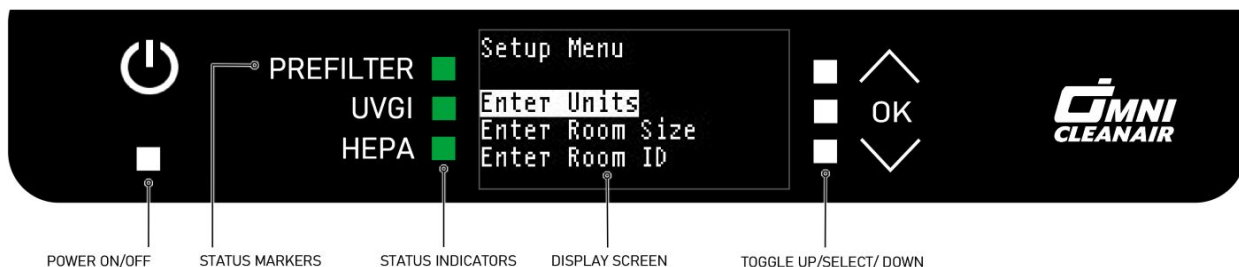 PREFILTER
UVGI
HEPA
Setup Menu
Enter Units
Enter Room Size
Enter Room ID
OK
OMNI
CLEANAIR
POWER ON/OFF
STATUS MARKERS
STATUS INDICATORS
DISPLAY SCREEN
TOGGLE UP/SELECT/ DOWN